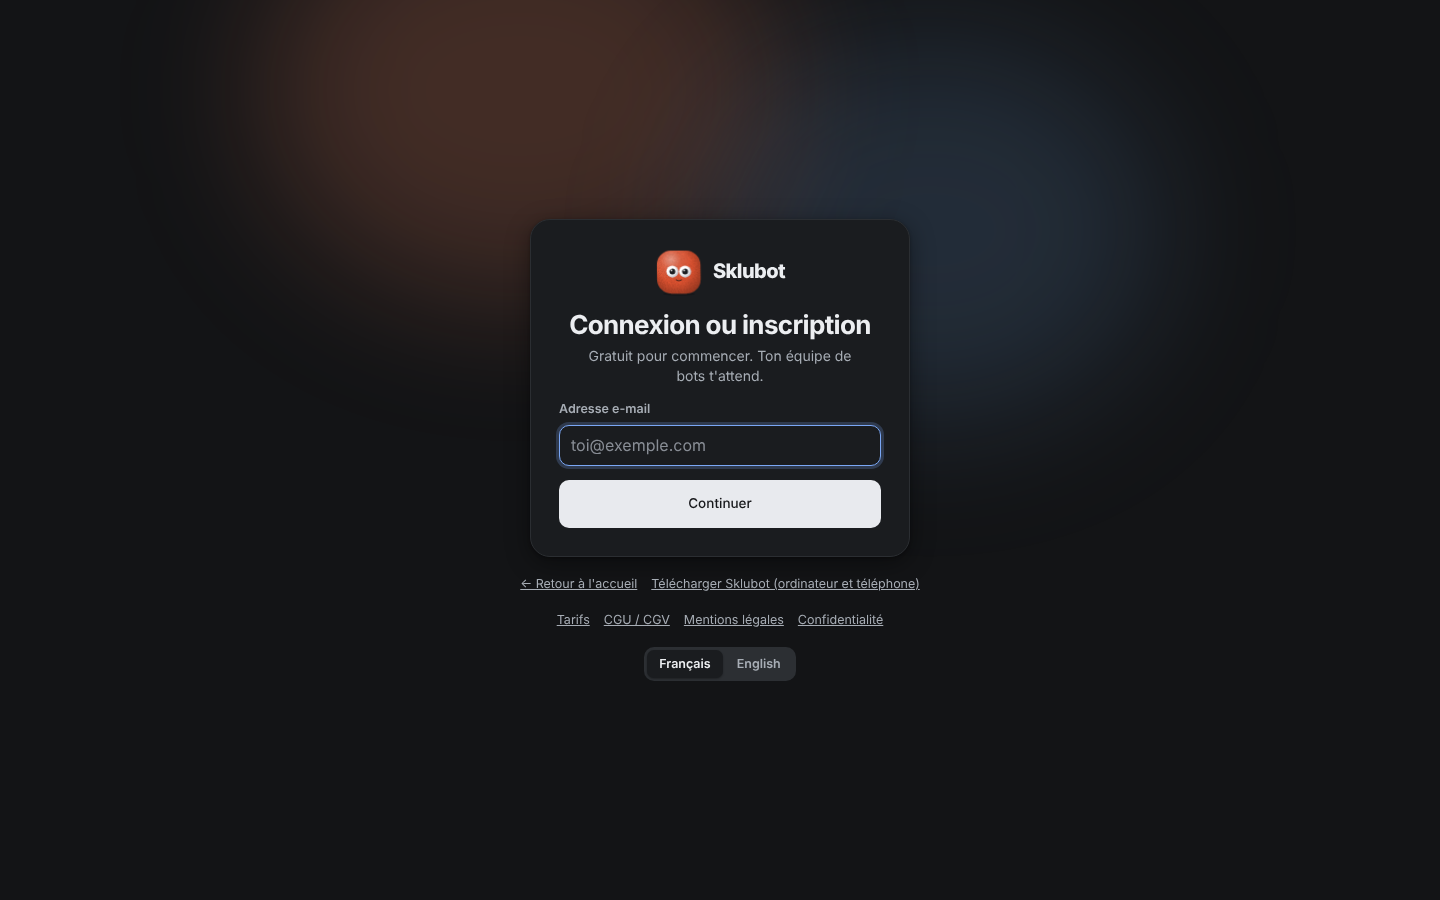 Sklubot
Connexion ou inscription
Gratuit pour commencer. Ton équipe de
bots t'attend.
Adresse e-mail
toi@exemple.com
Continuer
← Retour à l'accueil Télécharger Sklubot (ordinateur et téléphone)
Tarifs CGU / CGV Mentions légales Confidentialité
Français English